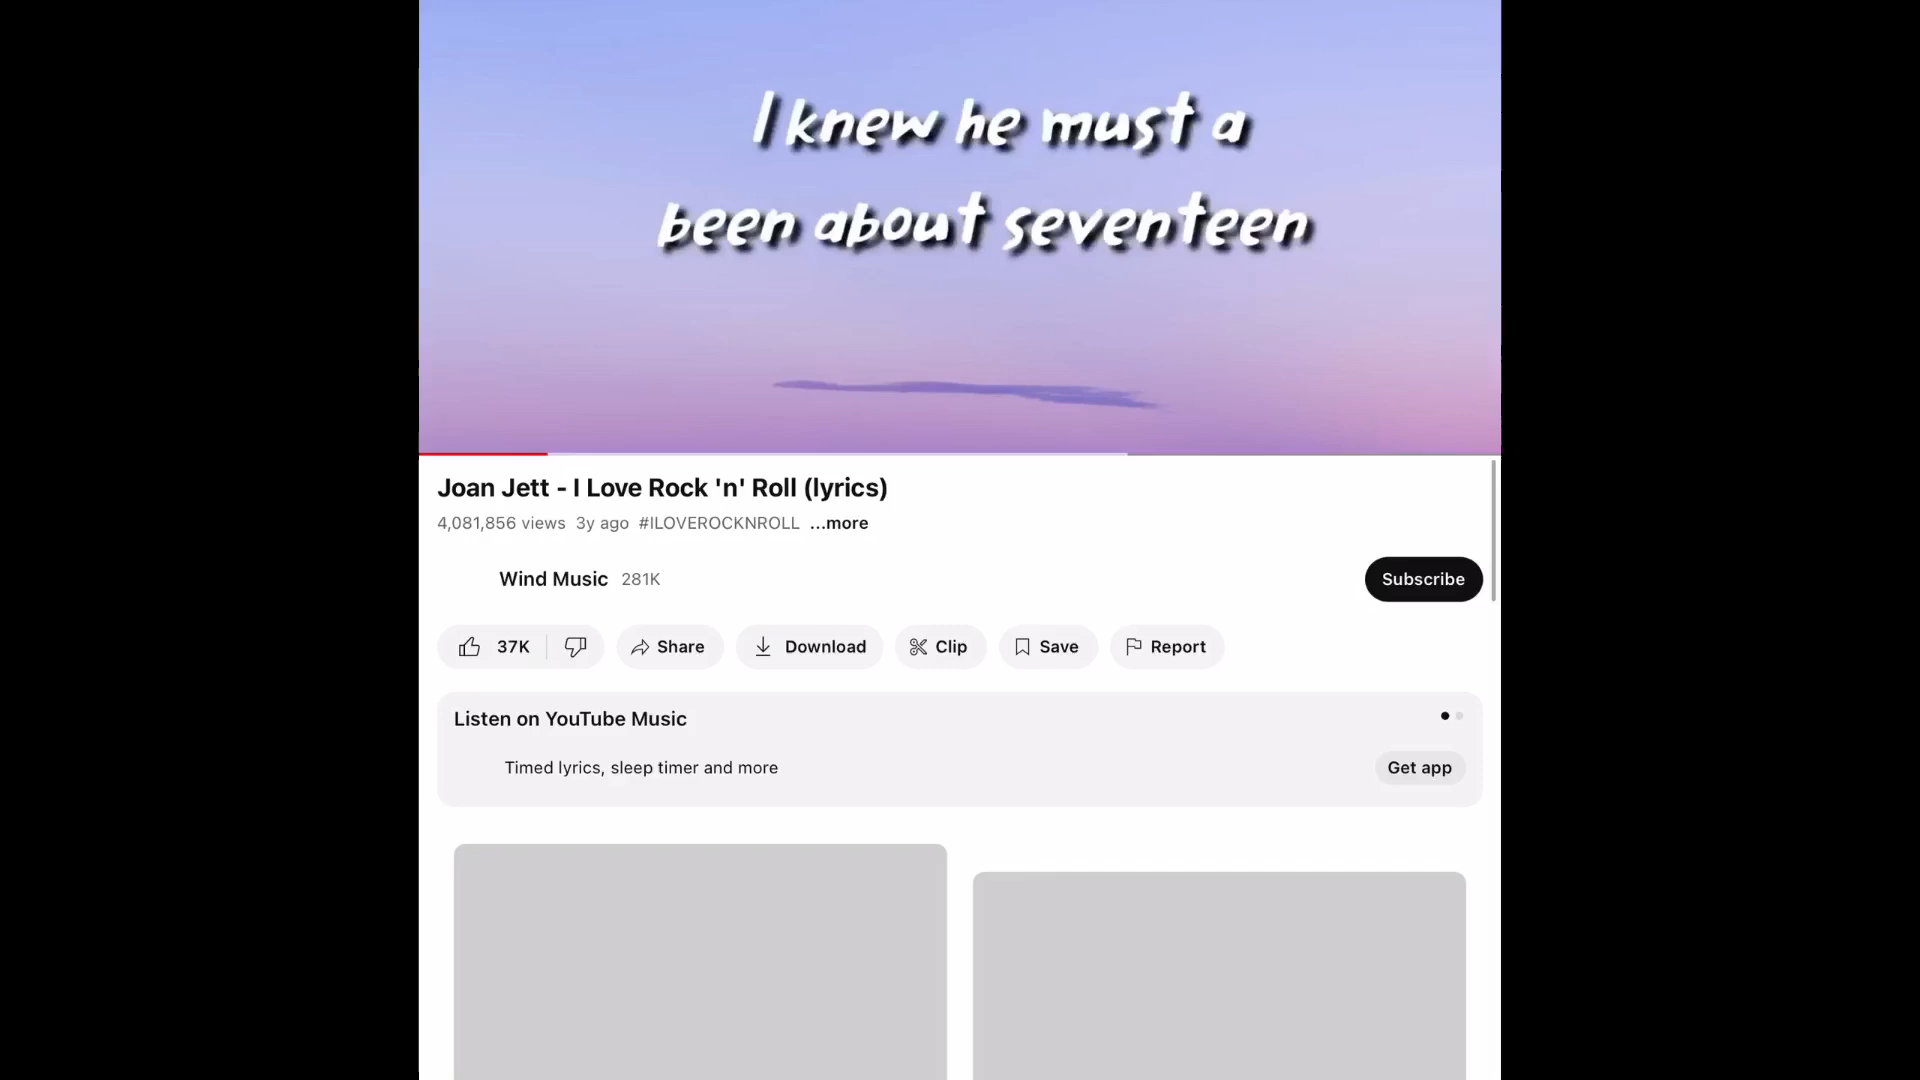 I knew he must a
been about seventeen
Joan Jett - I Love Rock 'n' Roll (lyrics)
4,081,856 views 3y ago #ILOVEROCKNROLL ...more
Wind Music 281K
Subscribe
37K
Share
Download
Clip
Save
Report
Listen on YouTube Music
Timed lyrics, sleep timer and more
Get app